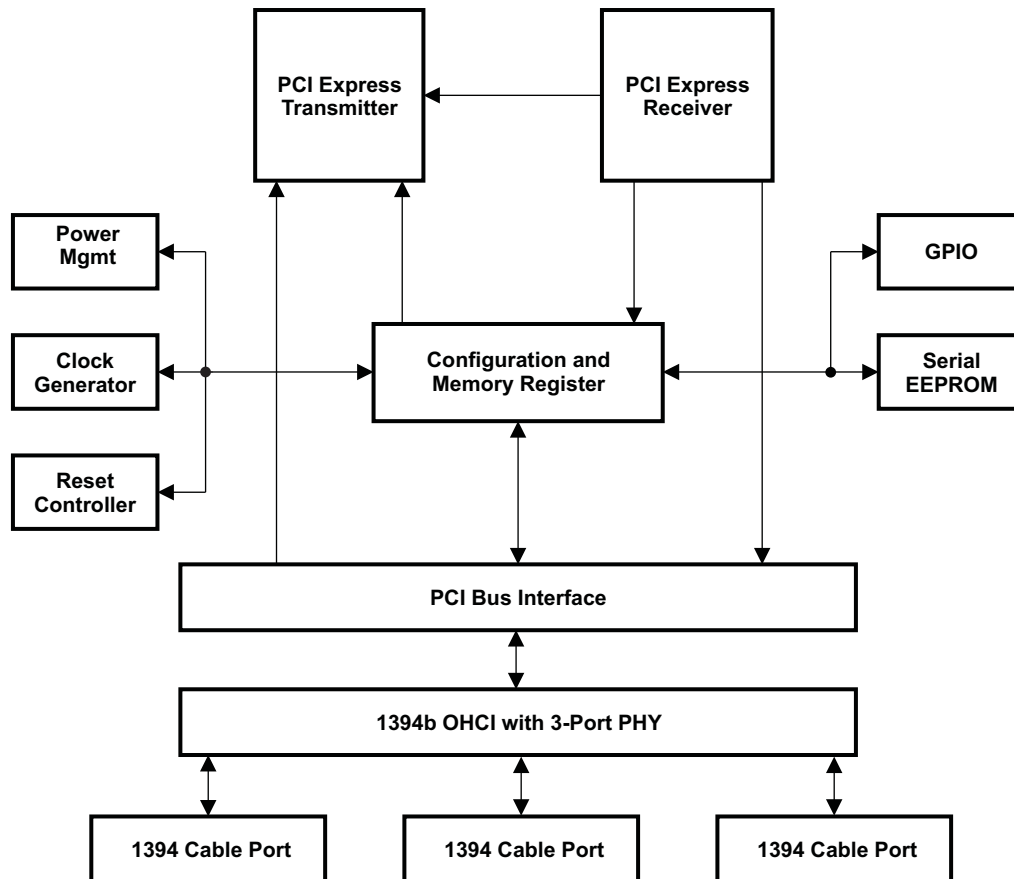 PCI Express
Transmitter
PCI Express
Receiver
Power
Mgmt
GPIO
Clock
Generator
Configuration and
Memory Register
Serial
EEPROM
Reset
Controller
PCI Bus Interface
1394b OHCI with 3-Port PHY
1394 Cable Port
1394 Cable Port
1394 Cable Port